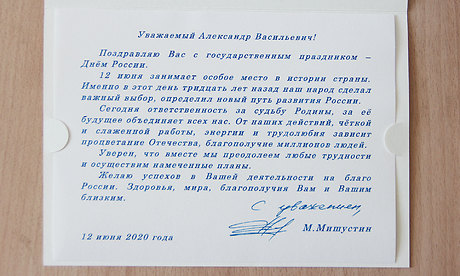 Уважаемый Александр Васильевич!
Поздравляю Вас с государственным праздником –
Днём России.
12 июня занимает особое место в истории страны.
Именно в этот день тридцать лет назад наш народ сделал
важный выбор, определил новый путь развития России.
Сегодня ответственность за судьбу Родины, за её
будущее объединяет всех нас. От наших действий, чёткой
и слаженной работы, энергии и трудолюбия зависит
процветание Отечества, благополучие миллионов людей.
Уверен, что вместе мы преодолеем любые трудности
и осуществим намеченные планы.
Желаю успехов в Вашей деятельности на благо
России. Здоровья, мира, благополучия Вам и Вашим
близким.
С уважением,
М.Мишустин
12 июня 2020 года